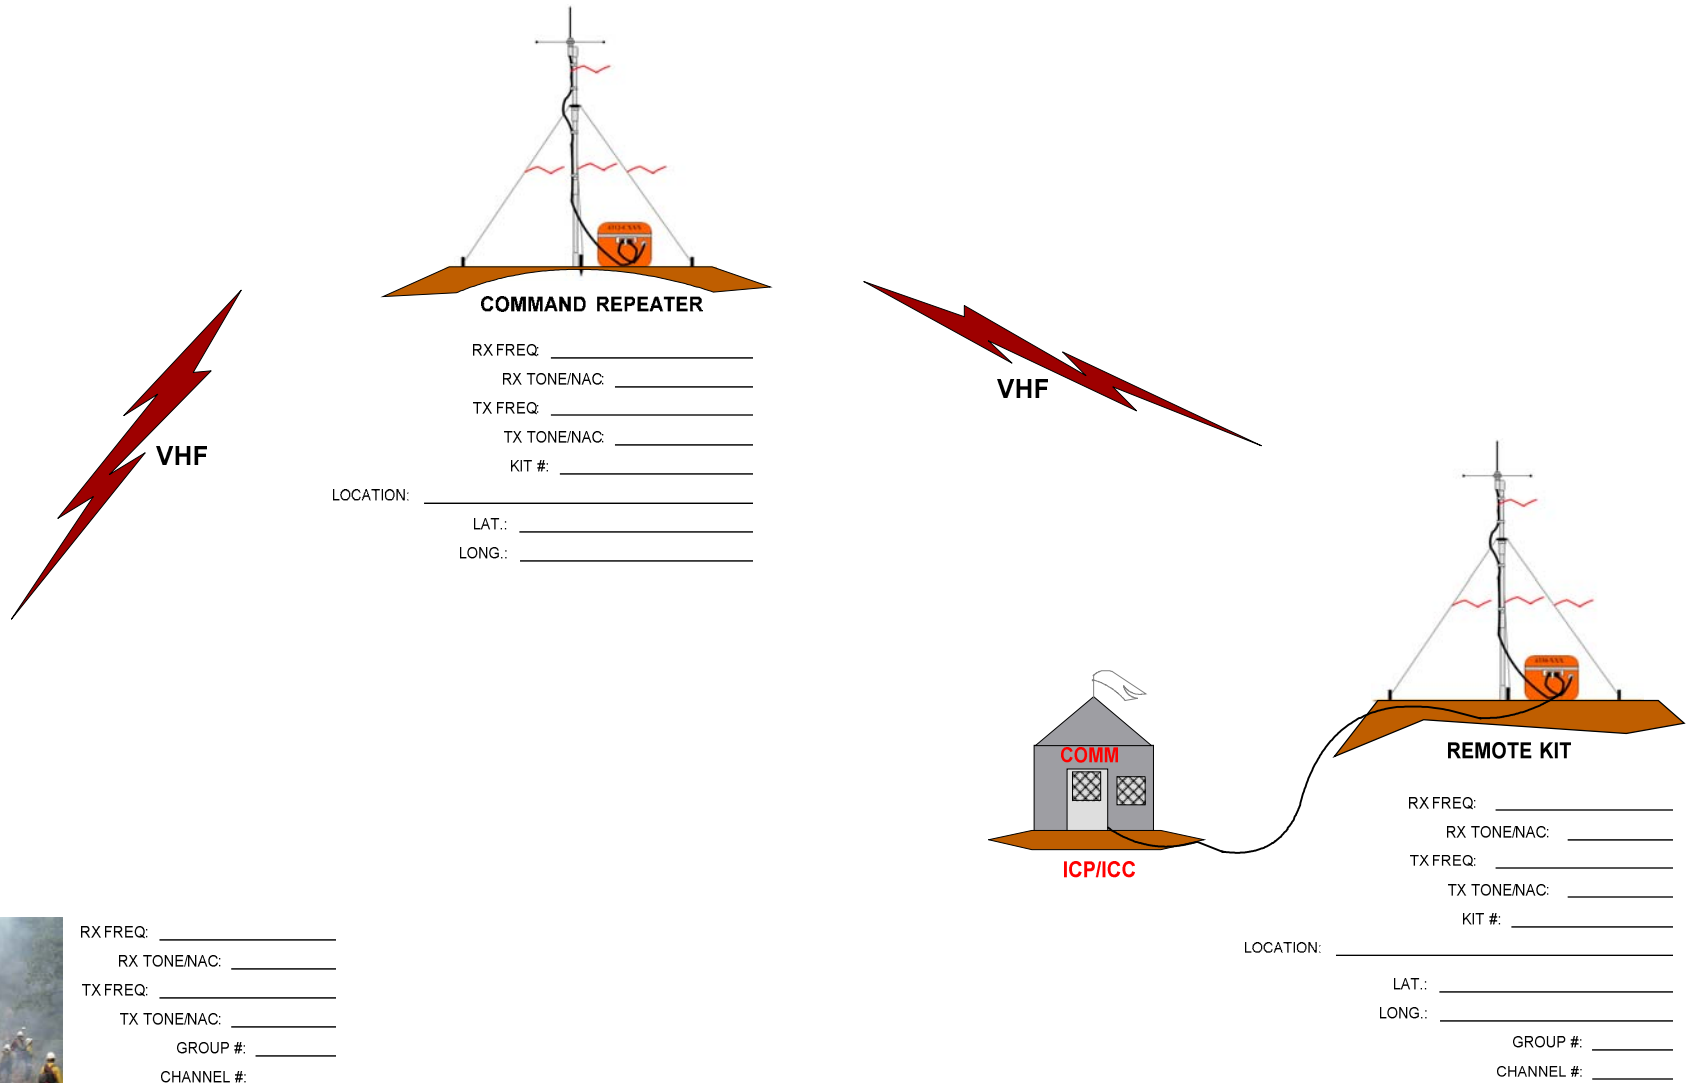 COMMAND REPEATER
RX FREQ:
RX TONE/NAC:
TX FREQ:
TX TONE/NAC:
KIT #:
LOCATION:
LAT.:
LONG.:
VHF
VHF
COMM
ICP/ICC
REMOTE KIT
RX FREQ:
RX TONE/NAC:
TX FREQ:
TX TONE/NAC:
KIT #:
LOCATION:
LAT.:
LONG.:
GROUP #:
CHANNEL #:
RX FREQ:
RX TONE/NAC:
TX FREQ:
TX TONE/NAC:
GROUP #:
CHANNEL #: